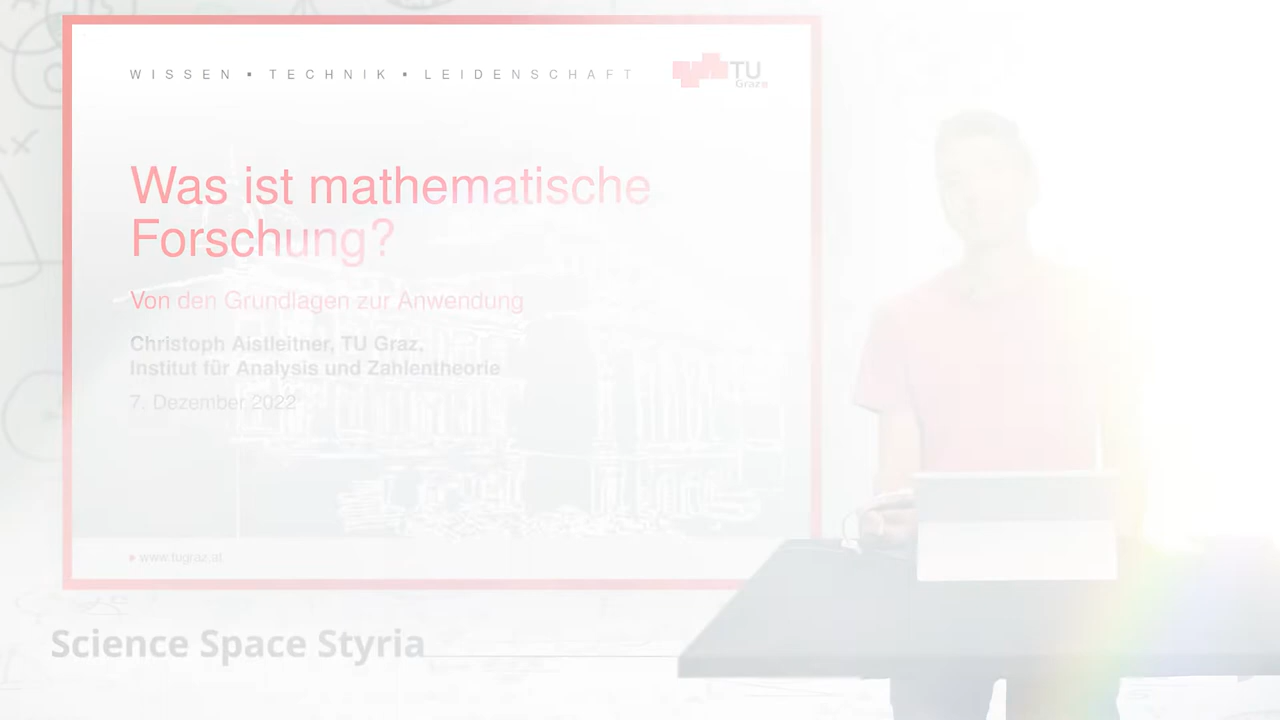 WISSEN ▪ TECHNIK ▪ LEIDENSCHAFT
TU
Graz
Was ist mathematische
Forschung?
Von den Grundlagen zur Anwendung
Christoph Aistleitner, TU Graz,
Institut für Analysis und Zahlentheorie
7. Dezember 2022
www.tugraz.at
Science Space Styria